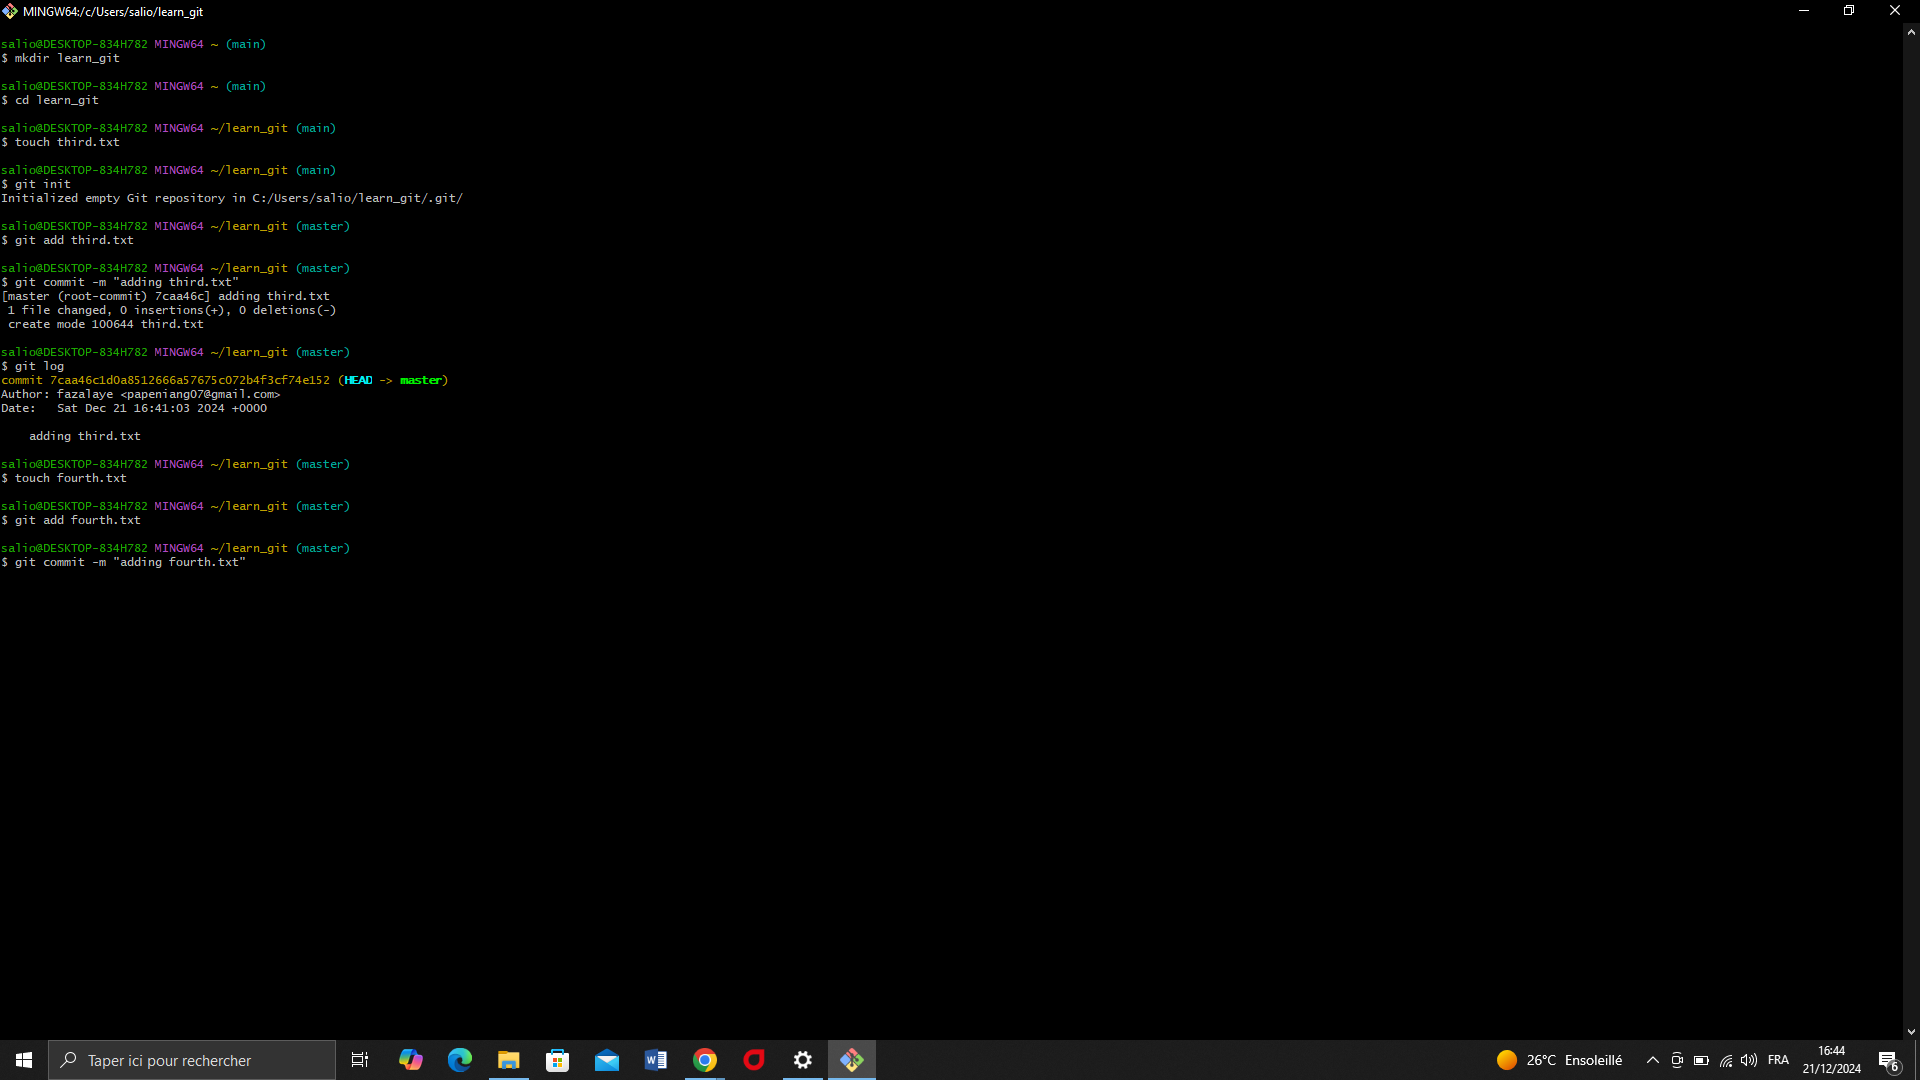 MINGW64:/c/Users/salio/learn_git
salio@DESKTOP-834H782 MINGW64 ~ (main)
$ mkdir learn_git
salio@DESKTOP-834H782 MINGW64 ~ (main)
$ cd learn_git
salio@DESKTOP-834H782 MINGW64 ~/learn_git (main)
$ touch third.txt
salio@DESKTOP-834H782 MINGW64 ~/learn_git (main)
$ git init
Initialized empty Git repository in C:/Users/salio/learn_git/.git/
salio@DESKTOP-834H782 MINGW64 ~/learn_git (master)
$ git add third.txt
salio@DESKTOP-834H782 MINGW64 ~/learn_git (master)
$ git commit -m "adding third.txt"
[master (root-commit) 7caa46c] adding third.txt
 1 file changed, 0 insertions(+), 0 deletions(-)
 create mode 100644 third.txt
salio@DESKTOP-834H782 MINGW64 ~/learn_git (master)
$ git log
commit 7caa46c1d0a8512666a57675c072b4f3cf74e152 (HEAD -> master)
Author: fazalaye <papeniang07@gmail.com>
Date:   Sat Dec 21 16:41:03 2024 +0000
    adding third.txt
salio@DESKTOP-834H782 MINGW64 ~/learn_git (master)
$ touch fourth.txt
salio@DESKTOP-834H782 MINGW64 ~/learn_git (master)
$ git add fourth.txt
salio@DESKTOP-834H782 MINGW64 ~/learn_git (master)
$ git commit -m "adding fourth.txt"
Taper ici pour rechercher
26°C Ensoleillé
FRA
16:44
21/12/2024
6